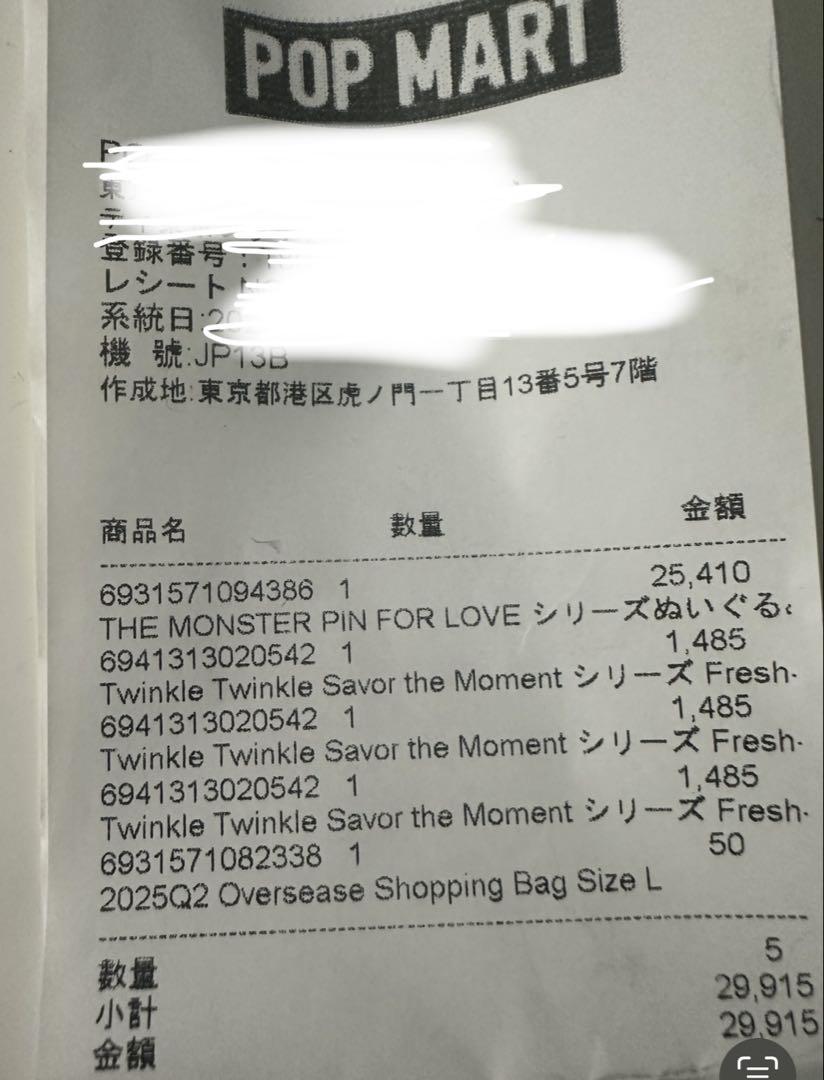 POP MART
東
登録番号:
レシート
系統日:20
機 號:JP13B
作成地:東京都港区虎ノ門一丁目13番5号7階
商品名 数量 金額
6931571094386 1 25,410
THE MONSTER PIN FOR LOVE シリーズぬいぐる
6941313020542 1 1,485
Twinkle Twinkle Savor the Moment シリーズ Fresh-
6941313020542 1 1,485
Twinkle Twinkle Savor the Moment シリーズ Fresh-
6941313020542 1 1,485
Twinkle Twinkle Savor the Moment シリーズ Fresh-
6931571082338 1 50
2025Q2 Oversease Shopping Bag Size L
数量 5
小計 29,915
金額 29,915